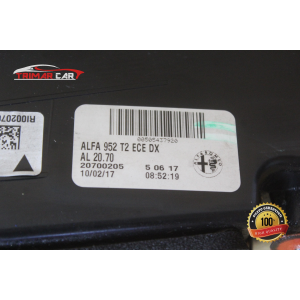 TRIMAR CAR
RI002070
00505427920
ALFA 952 T2 ECE DX
AL 20.70
20700205 5 06 17
10/02/17 08:52:19
100%